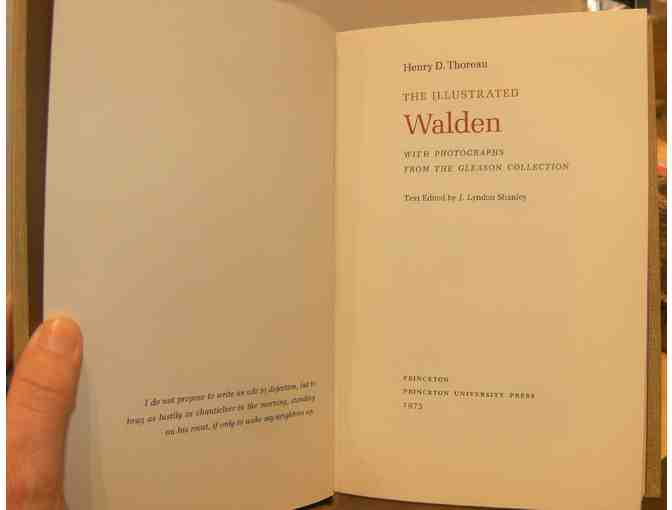 I do not propose to write an ode to dejection, but to
brag as lustily as chanticleer in the morning, standing
on his roost, if only to wake my neighbors up.
Henry D. Thoreau
THE ILLUSTRATED
Walden
WITH PHOTOGRAPHS
FROM THE GLEASON COLLECTION
Text Edited by J. Lyndon Shanley
PRINCETON
PRINCETON UNIVERSITY PRESS
1973